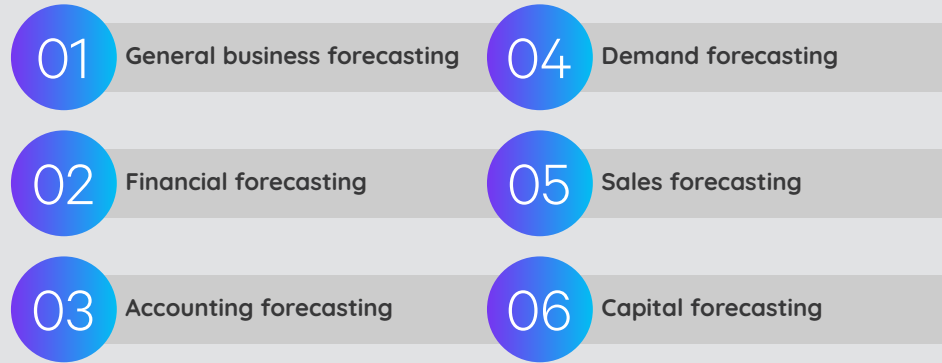 01 General business forecasting
02 Financial forecasting
03 Accounting forecasting
04 Demand forecasting
05 Sales forecasting
06 Capital forecasting